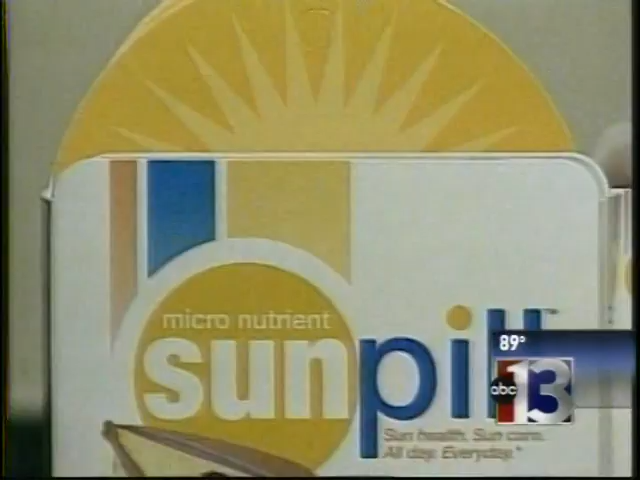 micro nutrient
sunpill
89°
abc 13
Sun health. Sun care.
All day. Everyday.*